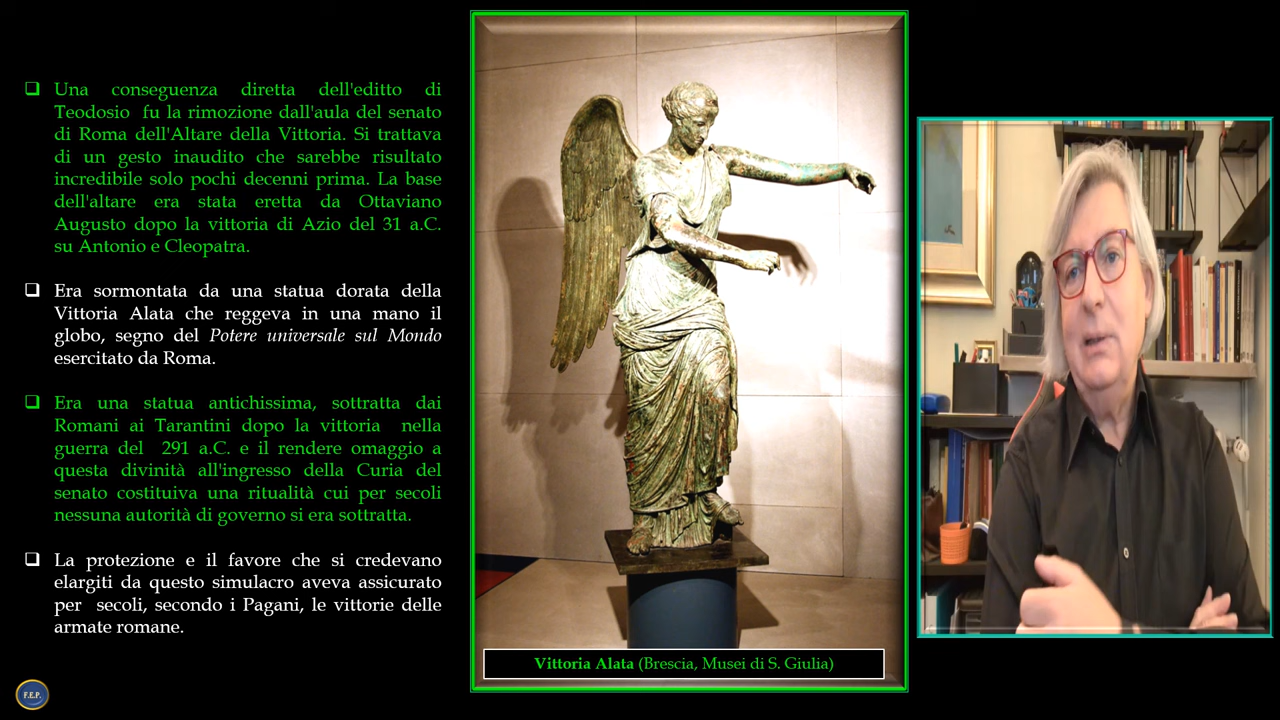 Una conseguenza diretta dell'editto di
Teodosio fu la rimozione dall'aula del senato
di Roma dell'Altare della Vittoria. Si trattava
di un gesto inaudito che sarebbe risultato
incredibile solo pochi decenni prima. La base
dell'altare era stata eretta da Ottaviano
Augusto dopo la vittoria di Azio del 31 a.C.
su Antonio e Cleopatra.
Era sormontata da una statua dorata della
Vittoria Alata che reggeva in una mano il
globo, segno del Potere universale sul Mondo
esercitato da Roma.
Era una statua antichissima, sottratta dai
Romani ai Tarantini dopo la vittoria nella
guerra del 291 a.C. e il rendere omaggio a
questa divinità all'ingresso della Curia del
senato costituiva una ritualità cui per secoli
nessuna autorità di governo si era sottratta.
La protezione e il favore che si credevano
elargiti da questo simulacro aveva assicurato
per secoli, secondo i Pagani, le vittorie delle
armate romane.
Vittoria Alata (Brescia, Musei di S. Giulia)
F.E.P.